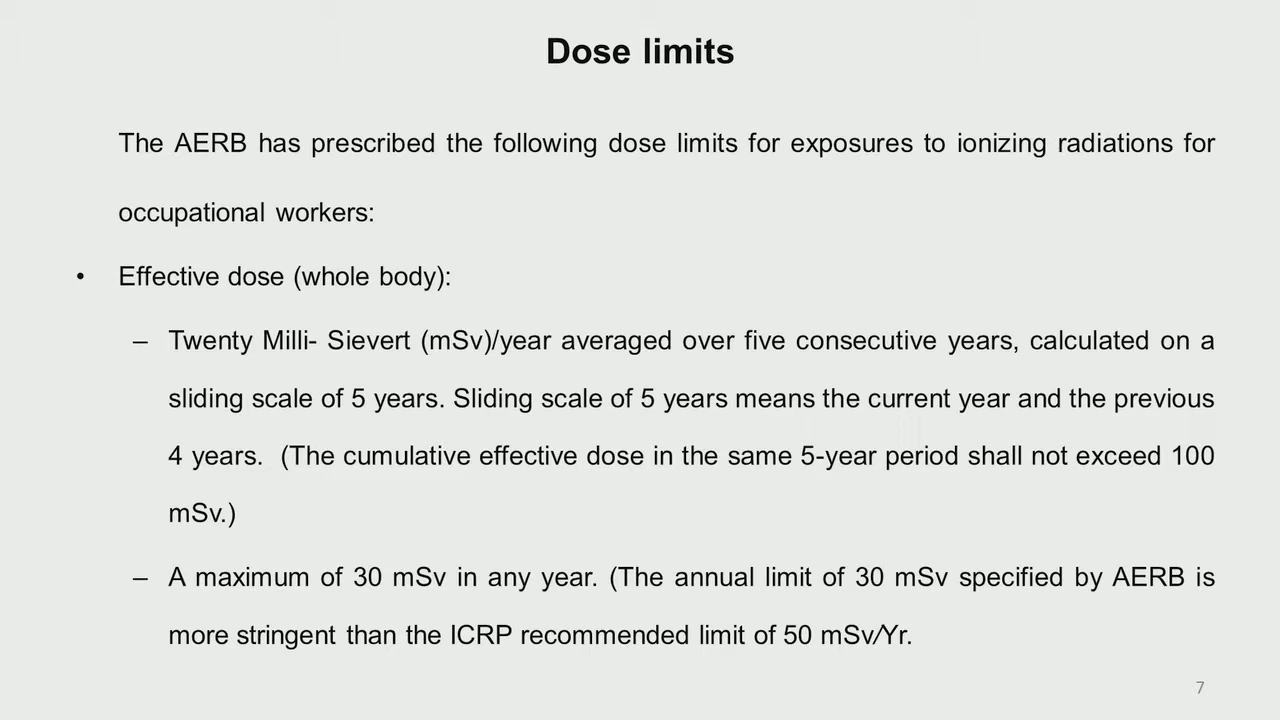 Dose limits
The AERB has prescribed the following dose limits for exposures to ionizing radiations for
occupational workers:
• Effective dose (whole body):
– Twenty Milli- Sievert (mSv)/year averaged over five consecutive years, calculated on a
sliding scale of 5 years. Sliding scale of 5 years means the current year and the previous
4 years. (The cumulative effective dose in the same 5-year period shall not exceed 100
mSv.)
– A maximum of 30 mSv in any year. (The annual limit of 30 mSv specified by AERB is
more stringent than the ICRP recommended limit of 50 mSv/Yr.
7